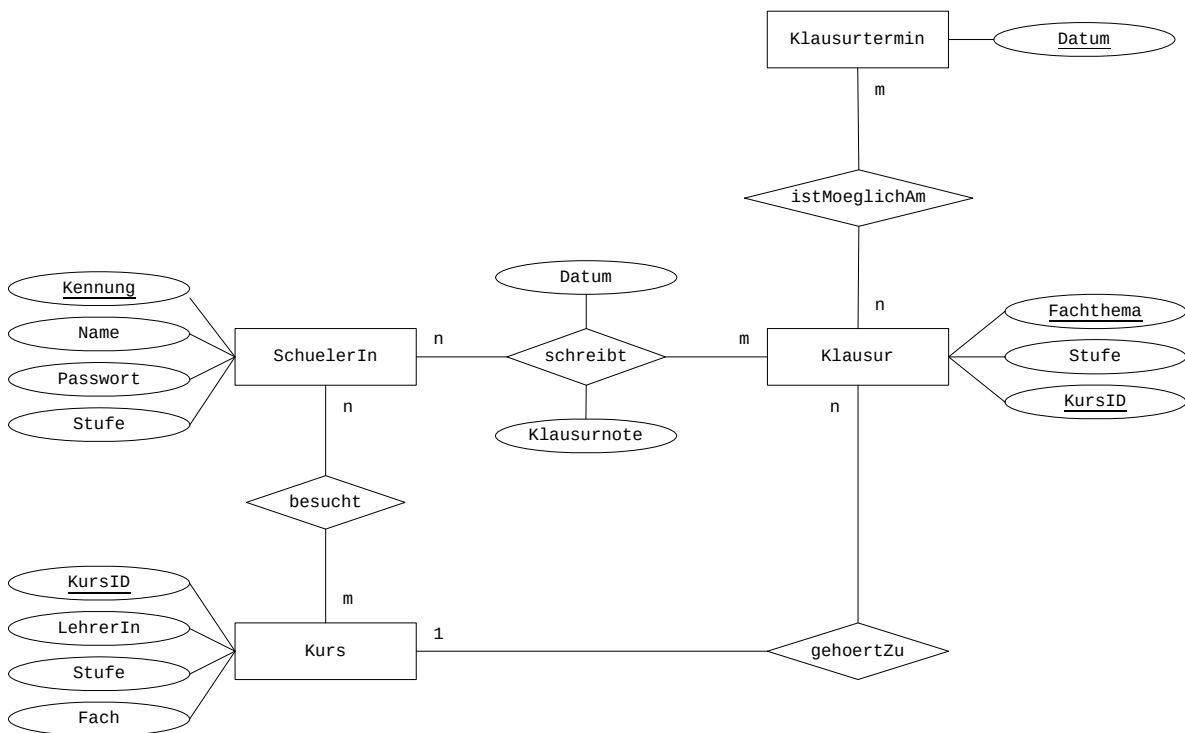 Klausurtermin
Datum
m
istMoeglichAm
n
Kennung
Name
Passwort
Stufe
SchuelerIn
n
Datum
schreibt
Klausurnote
m
Klausur
Fachthema
Stufe
KursID
n
n
besucht
m
KursID
LehrerIn
Stufe
Fach
Kurs
1
gehoertZu